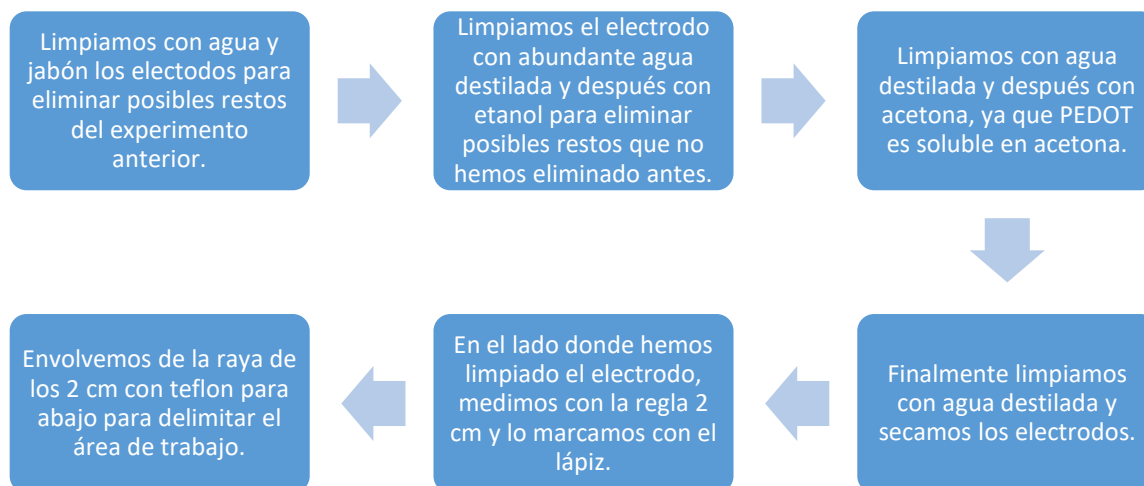 Limpiamos con agua y
jabón los electodos para
eliminar posibles restos
del experimento
anterior.
Limpiamos el electrodo
con abundante agua
destilada y después con
etanol para eliminar
posibles restos que no
hemos eliminado antes.
Limpiamos con agua
destilada y después con
acetona, ya que PEDOT
es soluble en acetona.
Finalmente limpiamos
con agua destilada y
secamos los electrodos.
En el lado donde hemos
limpiado el electrodo,
medimos con la regla 2
cm y lo marcamos con el
lápiz.
Envolvemos de la raya de
los 2 cm con teflon para
abajo para delimitar el
área de trabajo.